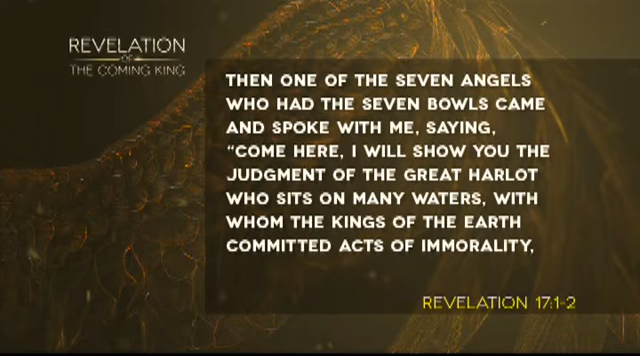 REVELATION
OF
THE COMING KING
THEN ONE OF THE SEVEN ANGELS
WHO HAD THE SEVEN BOWLS CAME
AND SPOKE WITH ME, SAYING,
“COME HERE, I WILL SHOW YOU THE
JUDGMENT OF THE GREAT HARLOT
WHO SITS ON MANY WATERS, WITH
WHOM THE KINGS OF THE EARTH
COMMITTED ACTS OF IMMORALITY,
REVELATION 17:1-2